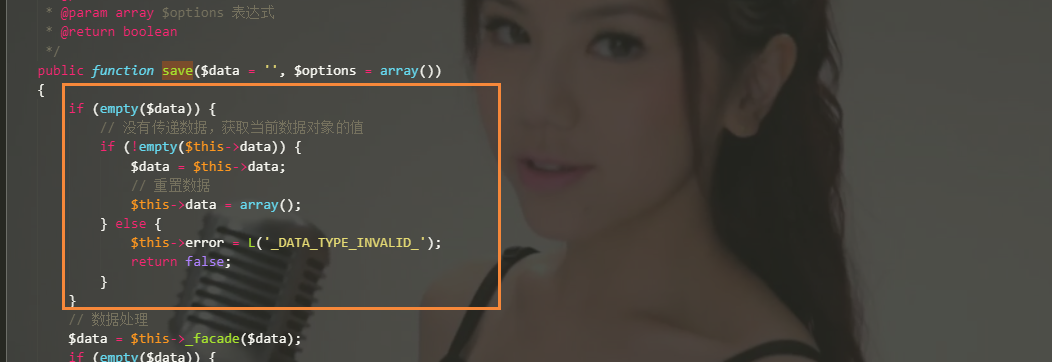 * @param array $options 表达式
* @return boolean
*/
public function save($data = '', $options = array())
{
if (empty($data)) {
// 没有传递数据，获取当前数据对象的值
if (!empty($this->data)) {
$data = $this->data;
// 重置数据
$this->data = array();
} else {
$this->error = L('_DATA_TYPE_INVALID_');
return false;
}
}
// 数据处理
$data = $this->_facade($data);
if (empty($data)) {